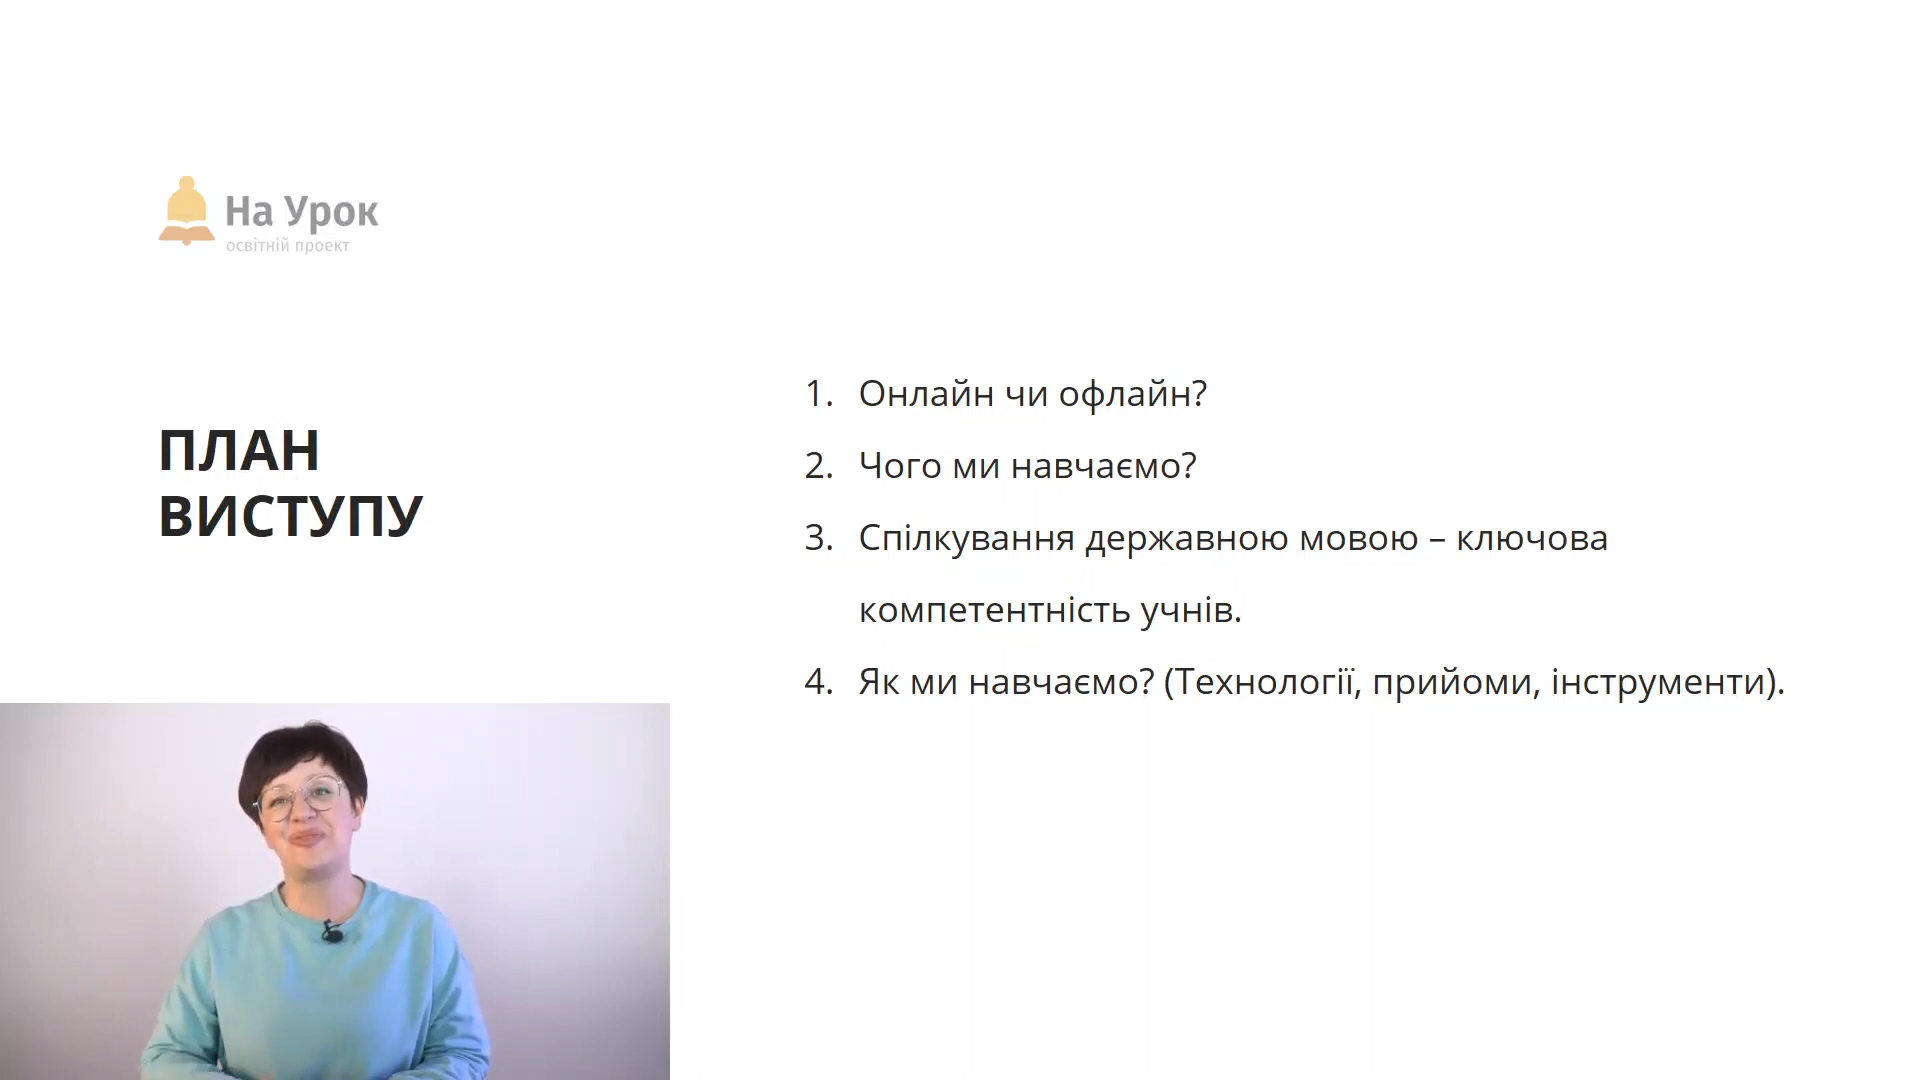 На Урок
освітній проект
ПЛАН
ВИСТУПУ
1. Онлайн чи офлайн?
2. Чого ми навчаємо?
3. Спілкування державною мовою – ключова
компетентність учнів.
4. Як ми навчаємо? (Технології, прийоми, інструменти).